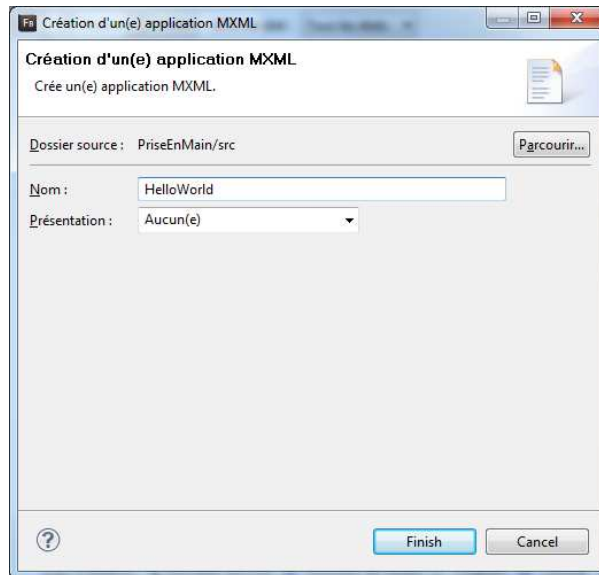 Fb Création d'un(e) application MXML
Création d'un(e) application MXML
Crée un(e) application MXML.
Dossier source : PriseEnMain/src Parcourir...
Nom : HelloWorld
Présentation : Aucun(e)
? Finish Cancel